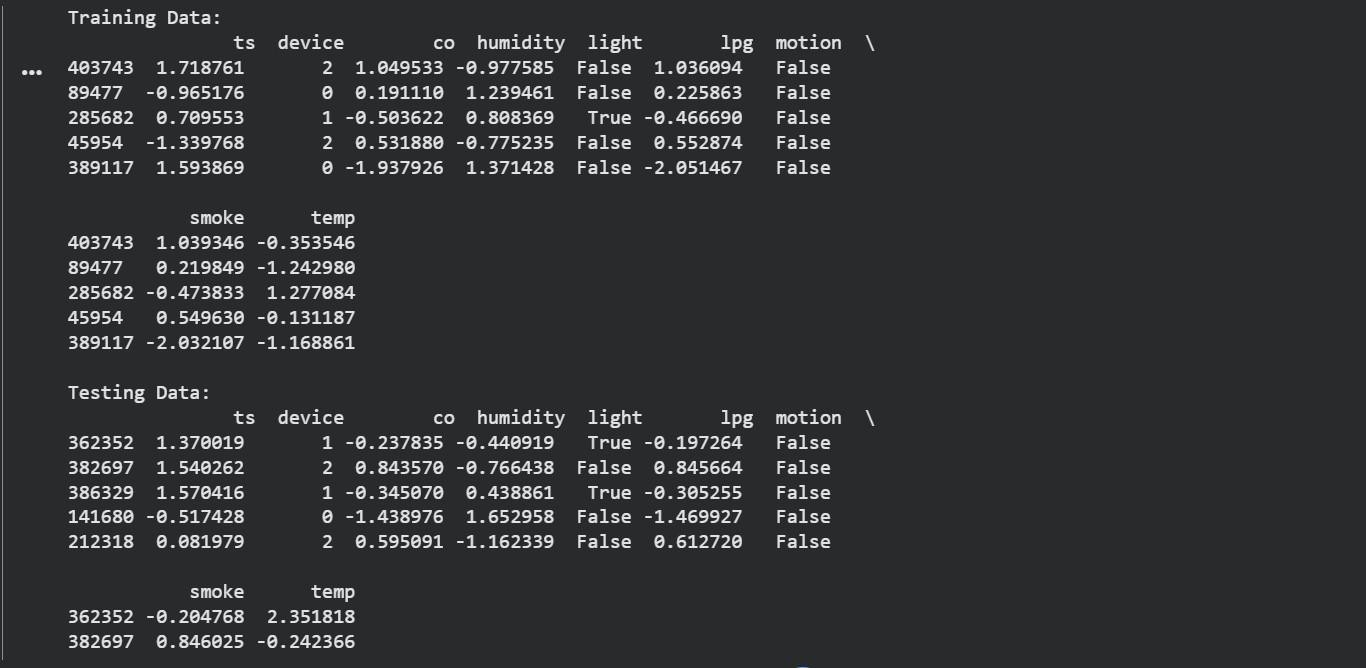 Training Data:
ts device co humidity light lpg motion \
403743 1.718761 2 1.049533 -0.977585 False 1.036094 False
89477 -0.965176 0 0.191110 1.239461 False 0.225863 False
285682 0.709553 1 -0.503622 0.808369 True -0.466690 False
45954 -1.339768 2 0.531880 -0.775235 False 0.552874 False
389117 1.593869 0 -1.937926 1.371428 False -2.051467 False
smoke temp
403743 1.039346 -0.353546
89477 0.219849 -1.242980
285682 -0.473833 1.277084
45954 0.549630 -0.131187
389117 -2.032107 -1.168861
Testing Data:
ts device co humidity light lpg motion \
362352 1.370019 1 -0.237835 -0.440919 True -0.197264 False
382697 1.540262 2 0.843570 -0.766438 False 0.845664 False
386329 1.570416 1 -0.345070 0.438861 True -0.305255 False
141680 -0.517428 0 -1.438976 1.652958 False -1.469927 False
212318 0.081979 2 0.595091 -1.162339 False 0.612720 False
smoke temp
362352 -0.204768 2.351818
382697 0.846025 -0.242366